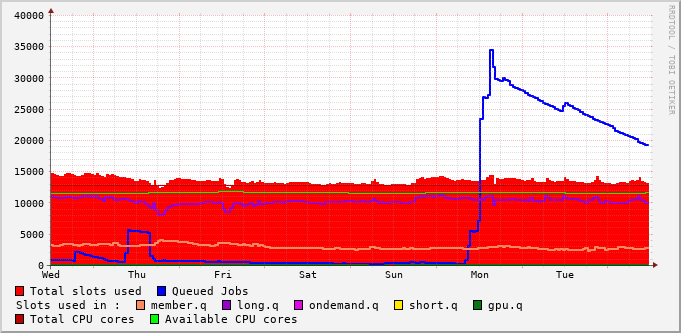 40000
35000
30000
25000
20000
15000
10000
5000
0
Wed Thu Fri Sat Sun Mon Tue
RRDTOOL / TOBI OETIKER
Total slots used Queued Jobs
Slots used in : member.q long.q ondemand.q short.q gpu.q
Total CPU cores Available CPU cores